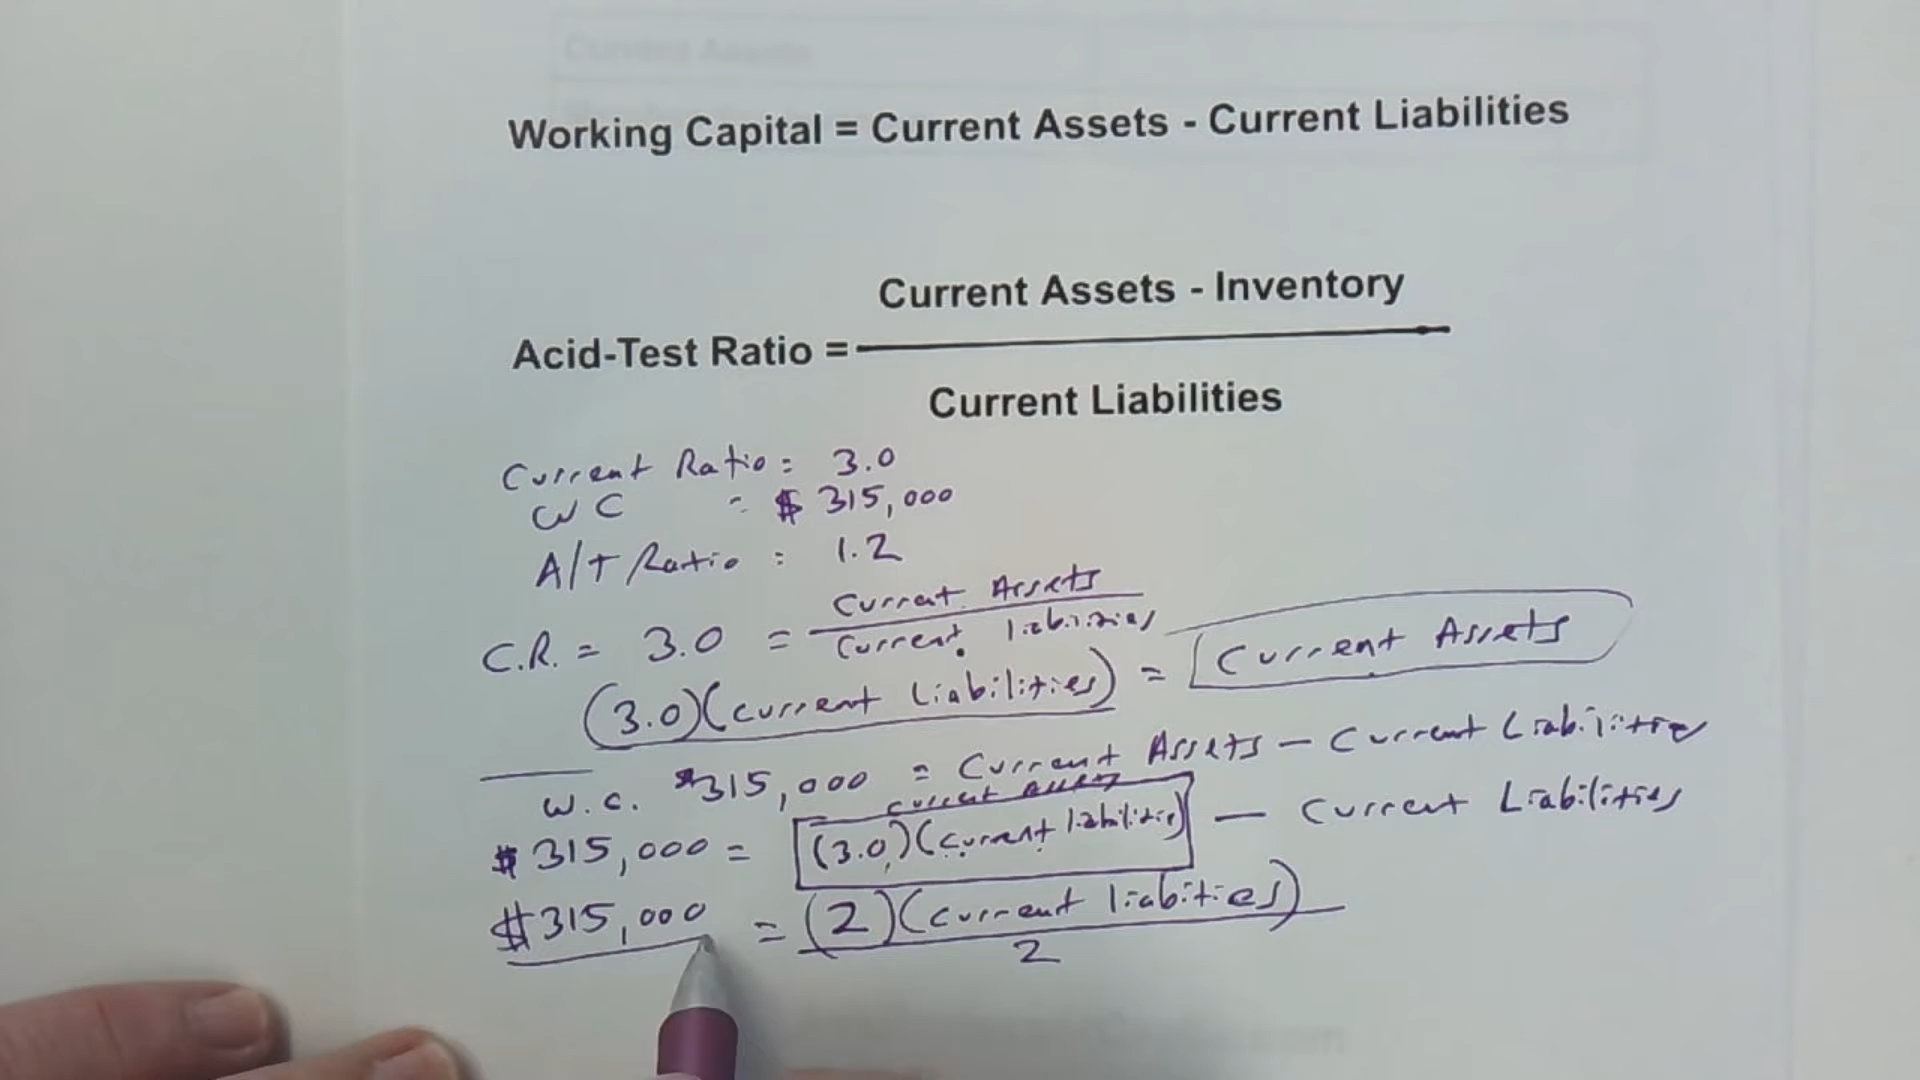 Current Assets
Working Capital = Current Assets - Current Liabilities
Current Assets - Inventory
Acid-Test Ratio =
Current Liabilities
Current Ratio: 3.0
WC = $ 315,000
A/T Ratio : 1.2
C.R. = 3.0 = Current Assets
Current liabilities
(3.0)(current Liabilities) = Current Assets
W.C. $315,000 = Current Assets - Current Liabilities
current Assets
$ 315,000 = (3.0)(current liabilities) - Current Liabilities
$315,000 = (2)(current liabities)
2